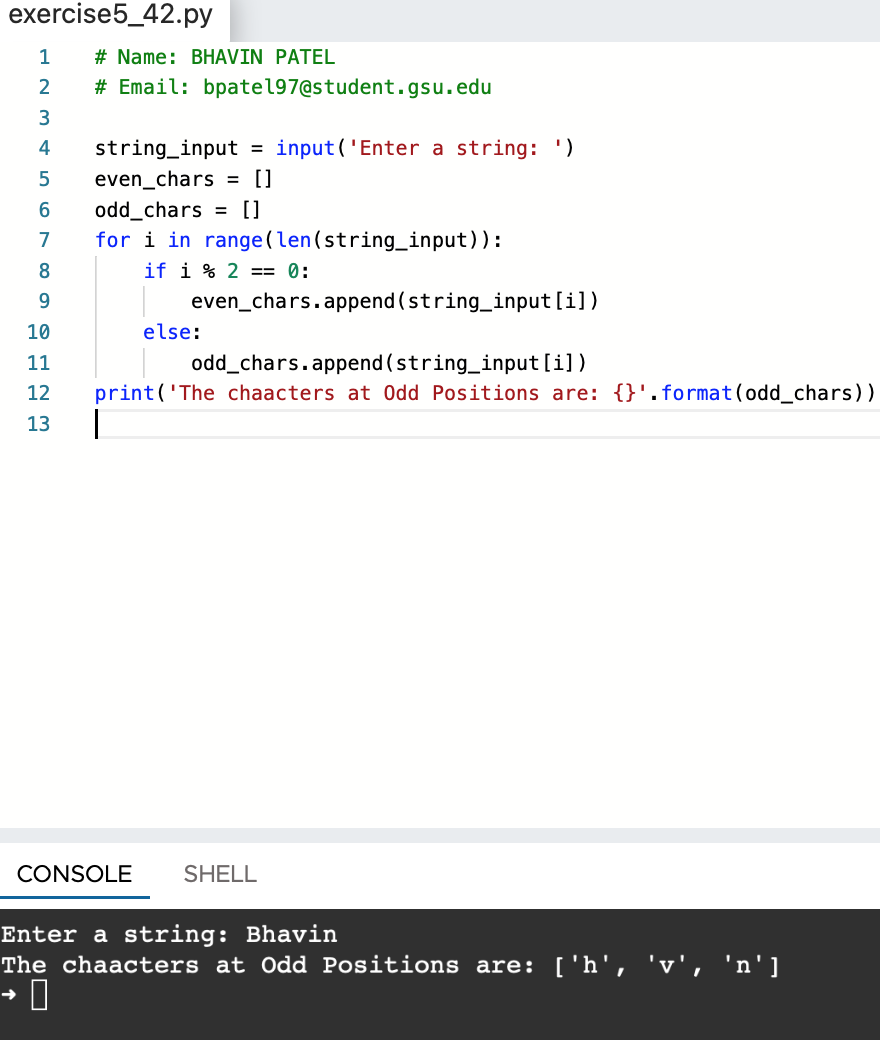 exercise5_42.py
1 # Name: BHAVIN PATEL
2 # Email: bpatel97@student.gsu.edu
3
4 string_input = input('Enter a string: ')
5 even_chars = []
6 odd_chars = []
7 for i in range(len(string_input)):
8     if i % 2 == 0:
9         even_chars.append(string_input[i])
10     else:
11         odd_chars.append(string_input[i])
12 print('The chaacters at Odd Positions are: {}'.format(odd_chars))
13
CONSOLE SHELL
Enter a string: Bhavin
The chaacters at Odd Positions are: ['h', 'v', 'n']
→